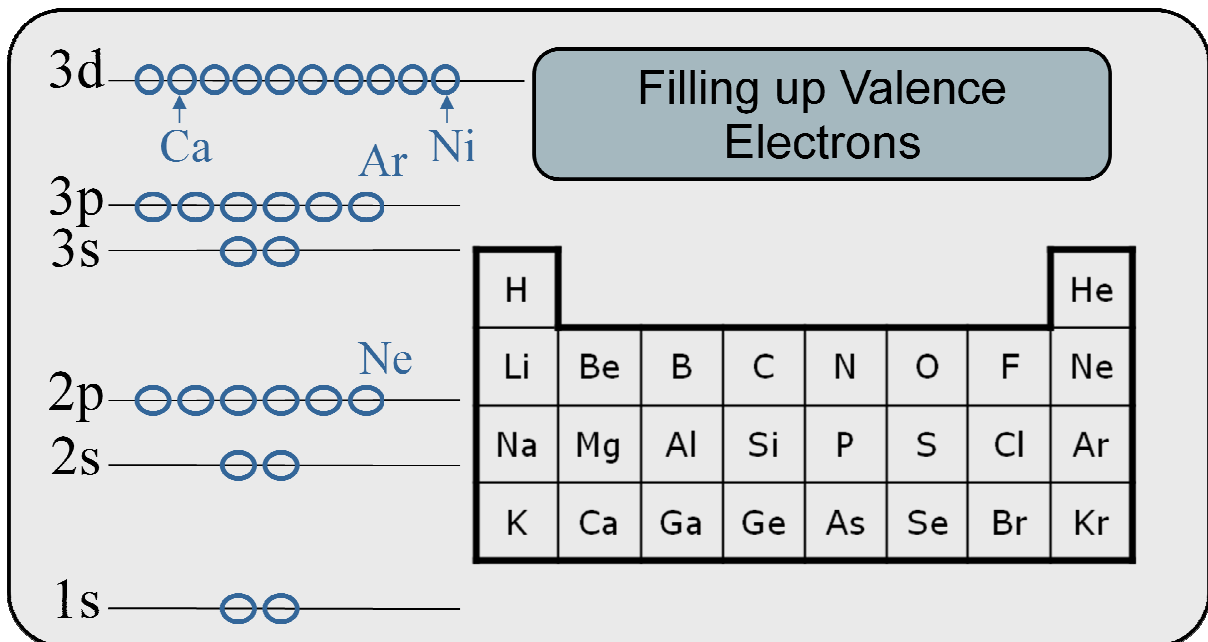 3d
Ca
Ni
Ar
3p
3s
Ne
2p
2s
1s
Filling up Valence
Electrons
H He
Li Be B C N O F Ne
Na Mg Al Si P S Cl Ar
K Ca Ga Ge As Se Br Kr